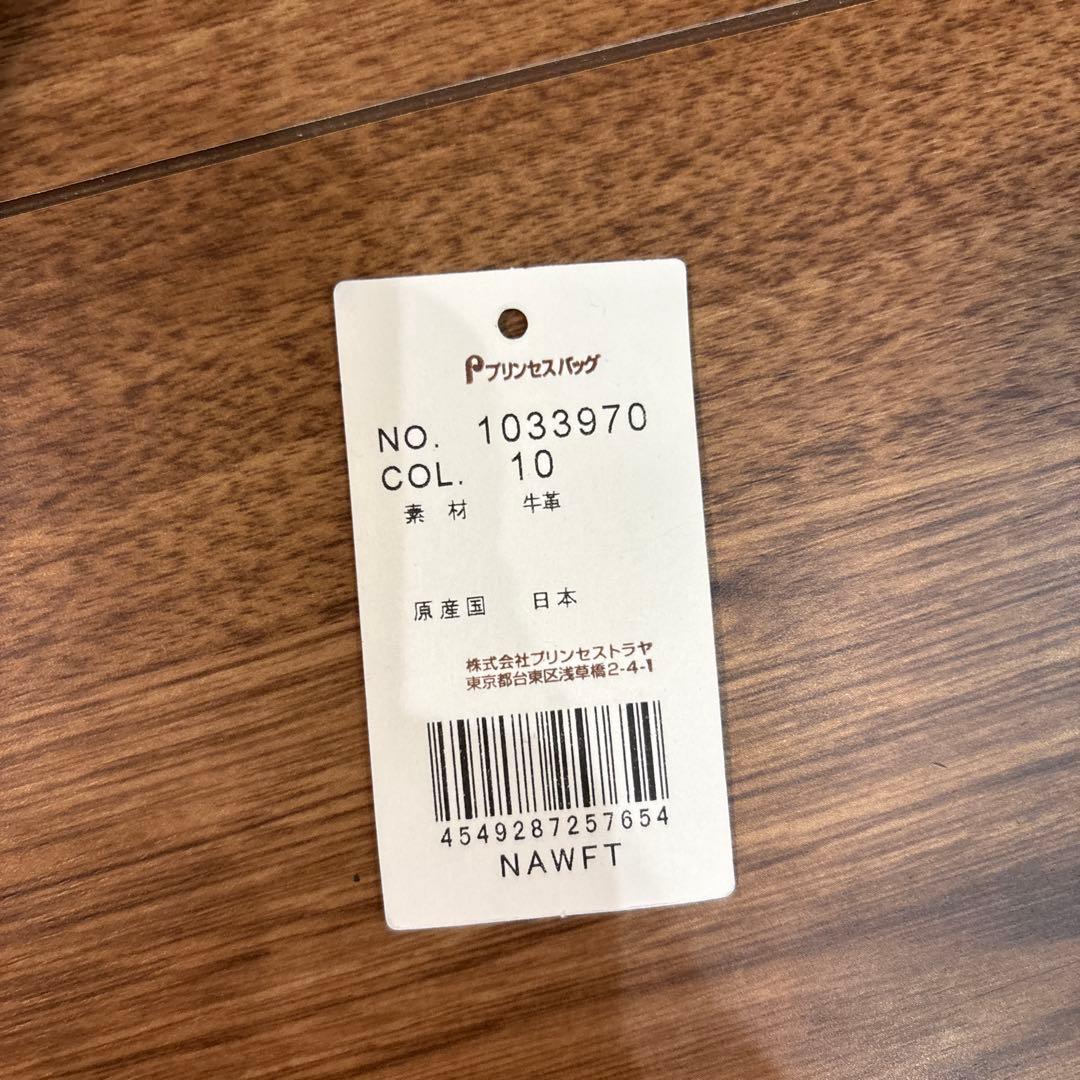 プリンセスバッグ
NO. 1033970
COL. 10
素材 牛革
原産国 日本
株式会社プリンセストラヤ
東京都台東区浅草橋2-4-1
4549287257654
NAWFT